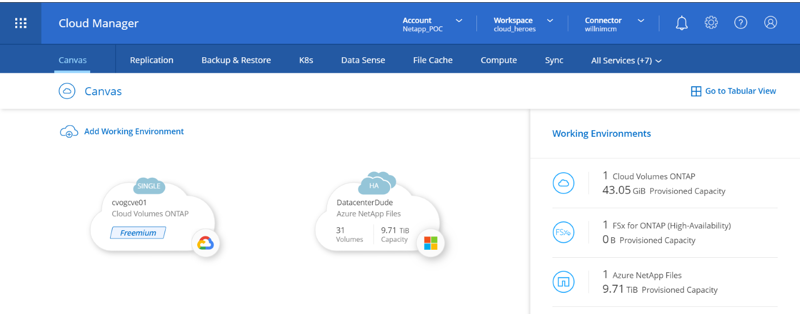 Cloud Manager
Account
Netapp_POC
Workspace
cloud_heroes
Connector
willnimcm
Canvas
Replication
Backup & Restore
K8s
Data Sense
File Cache
Compute
Sync
All Services (+7)
Canvas
Go to Tabular View
Add Working Environment
SINGLE
cvogcve01
Cloud Volumes ONTAP
Freemium
HA
DatacenterDude
Azure NetApp Files
31
Volumes
9.71 TiB
Capacity
Working Environments
1 Cloud Volumes ONTAP
43.05 GiB Provisioned Capacity
FSx
1 FSx for ONTAP (High-Availability)
0 B Provisioned Capacity
1 Azure NetApp Files
9.71 TiB Provisioned Capacity